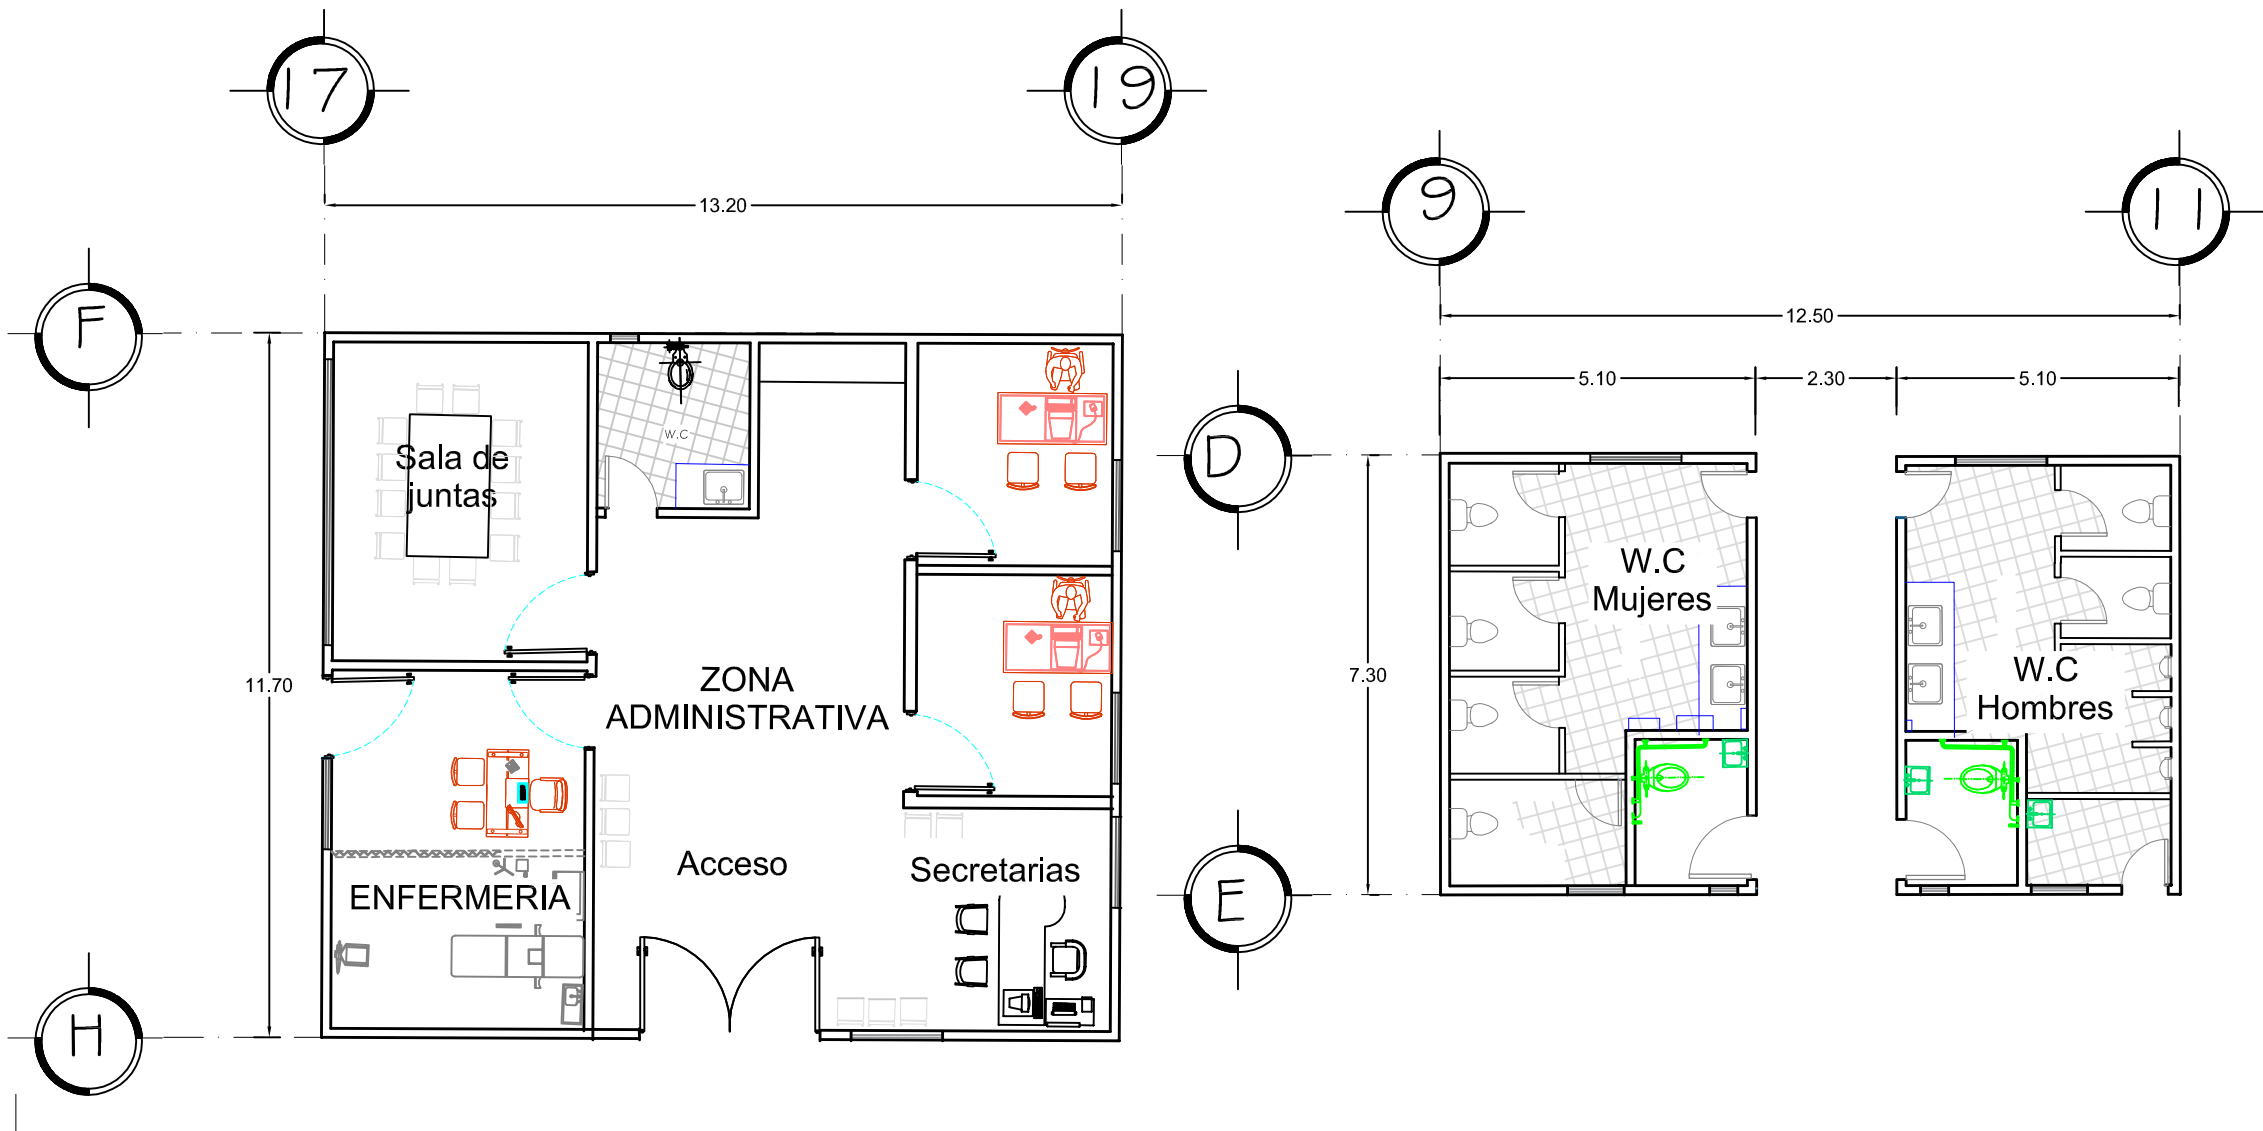 17
19
13.20
9
11
12.50
F
5.10
2.30
5.10
D
W.C
Sala de
juntas
W.C
Mujeres
7.30
W.C
Hombres
11.70
ZONA
ADMINISTRATIVA
Acceso
Secretarias
ENFERMERIA
E
H